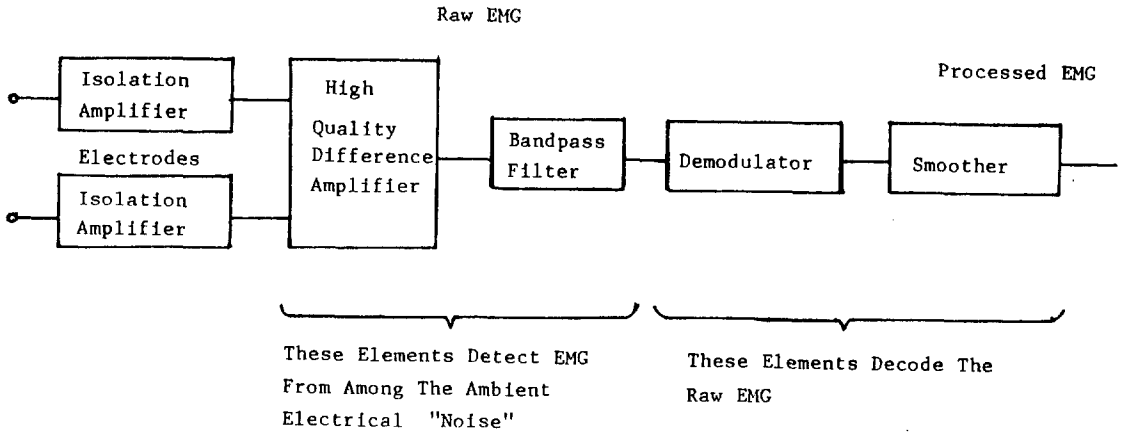 Raw EMG
Processed EMG
Isolation
Amplifier
Electrodes
Isolation
Amplifier
High
Quality
Difference
Amplifier
Bandpass
Filter
Demodulator
Smoother
These Elements Detect EMG
From Among The Ambient
Electrical "Noise"
These Elements Decode The
Raw EMG